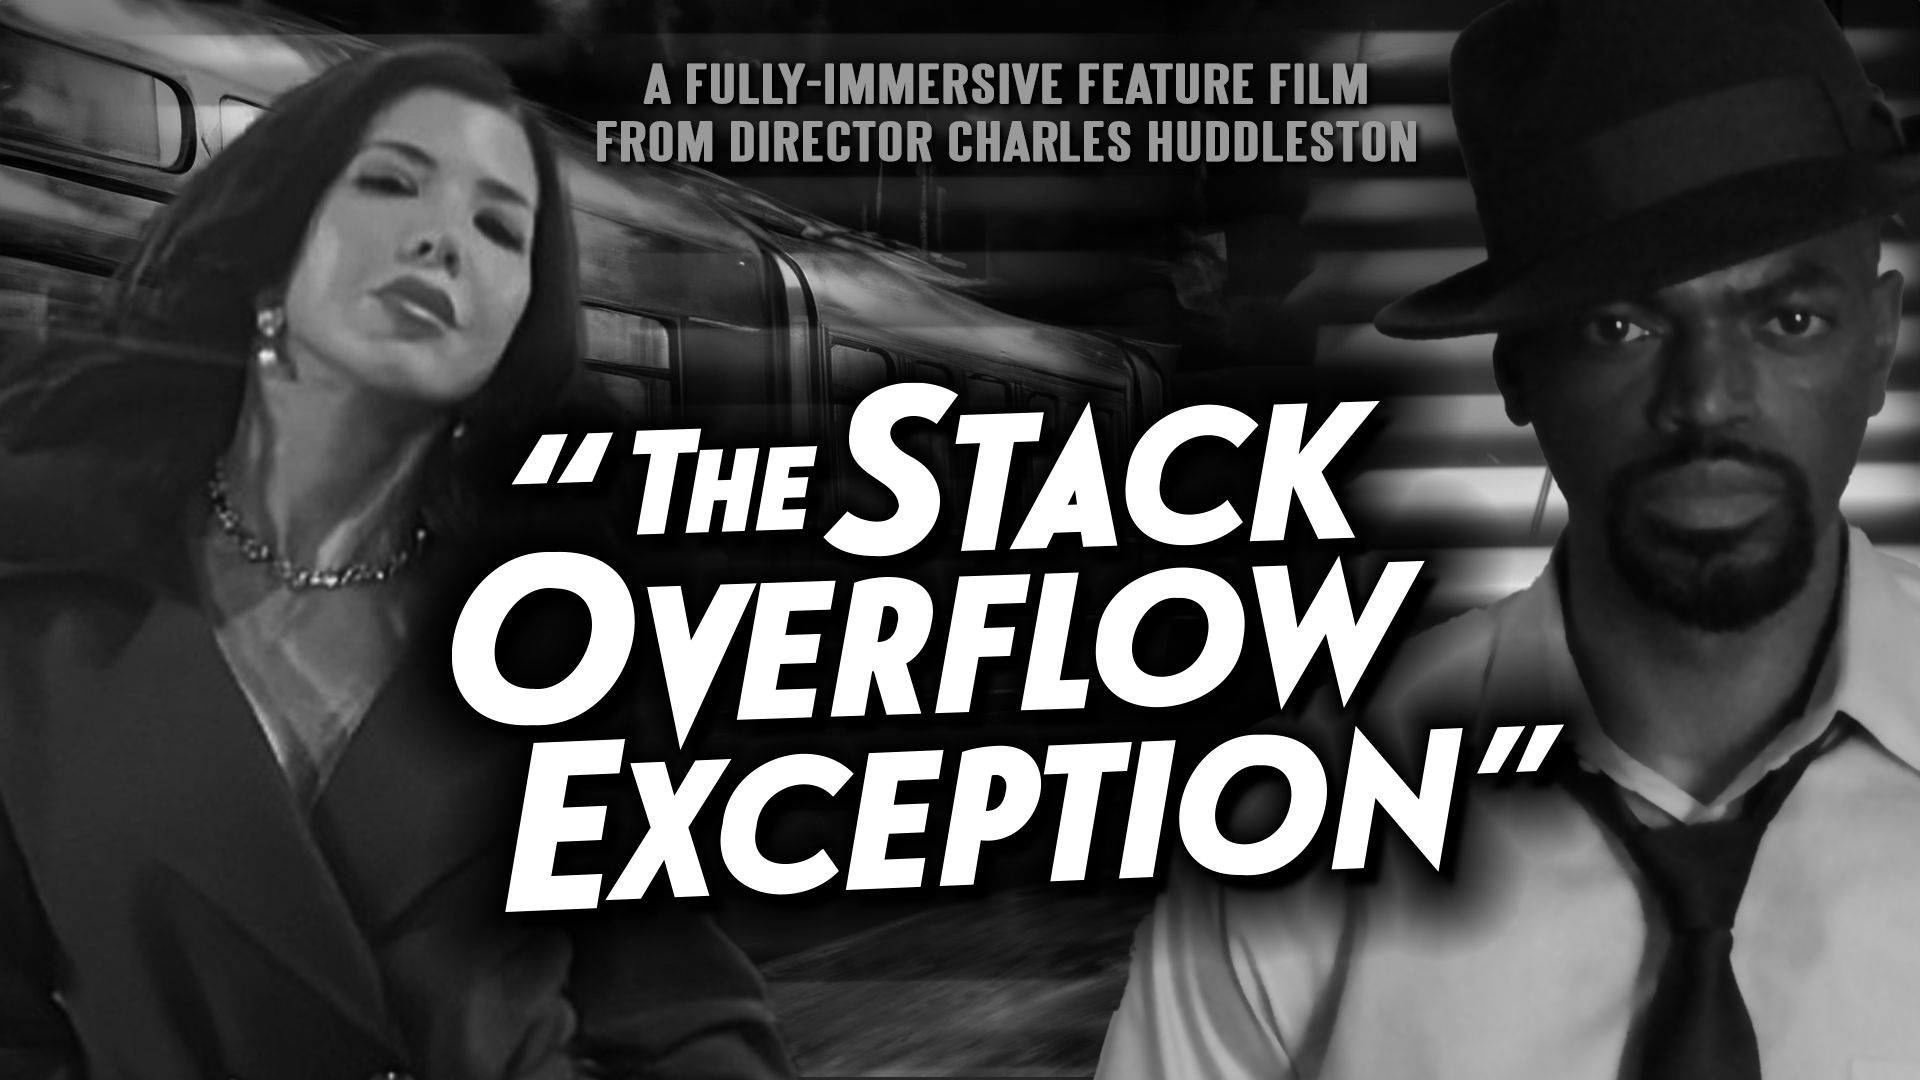 A FULLY-IMMERSIVE FEATURE FILM
FROM DIRECTOR CHARLES HUDDLESTON
“THE STACK
OVERFLOW
EXCEPTION”